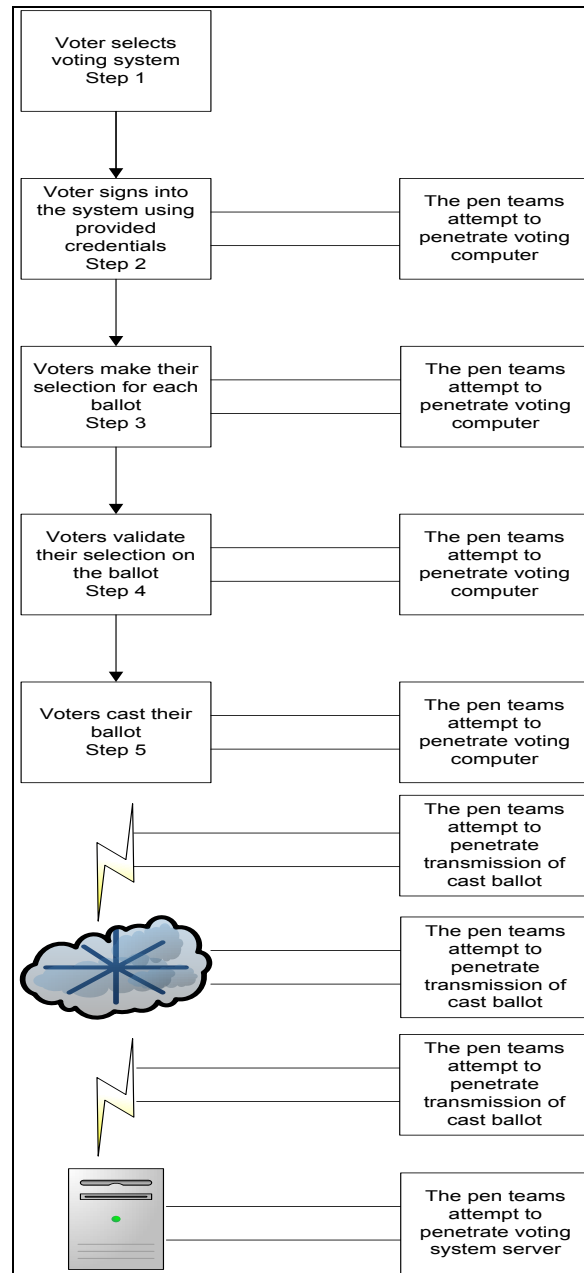 Voter selects
voting system
Step 1
Voter signs into
the system using
provided
credentials
Step 2
The pen teams
attempt to
penetrate voting
computer
Voters make their
selection for each
ballot
Step 3
The pen teams
attempt to
penetrate voting
computer
Voters validate
their selection on
the ballot
Step 4
The pen teams
attempt to
penetrate voting
computer
Voters cast their
ballot
Step 5
The pen teams
attempt to
penetrate voting
computer
The pen teams
attempt to
penetrate
transmission of
cast ballot
The pen teams
attempt to
penetrate
transmission of
cast ballot
The pen teams
attempt to
penetrate
transmission of
cast ballot
The pen teams
attempt to
penetrate voting
system server